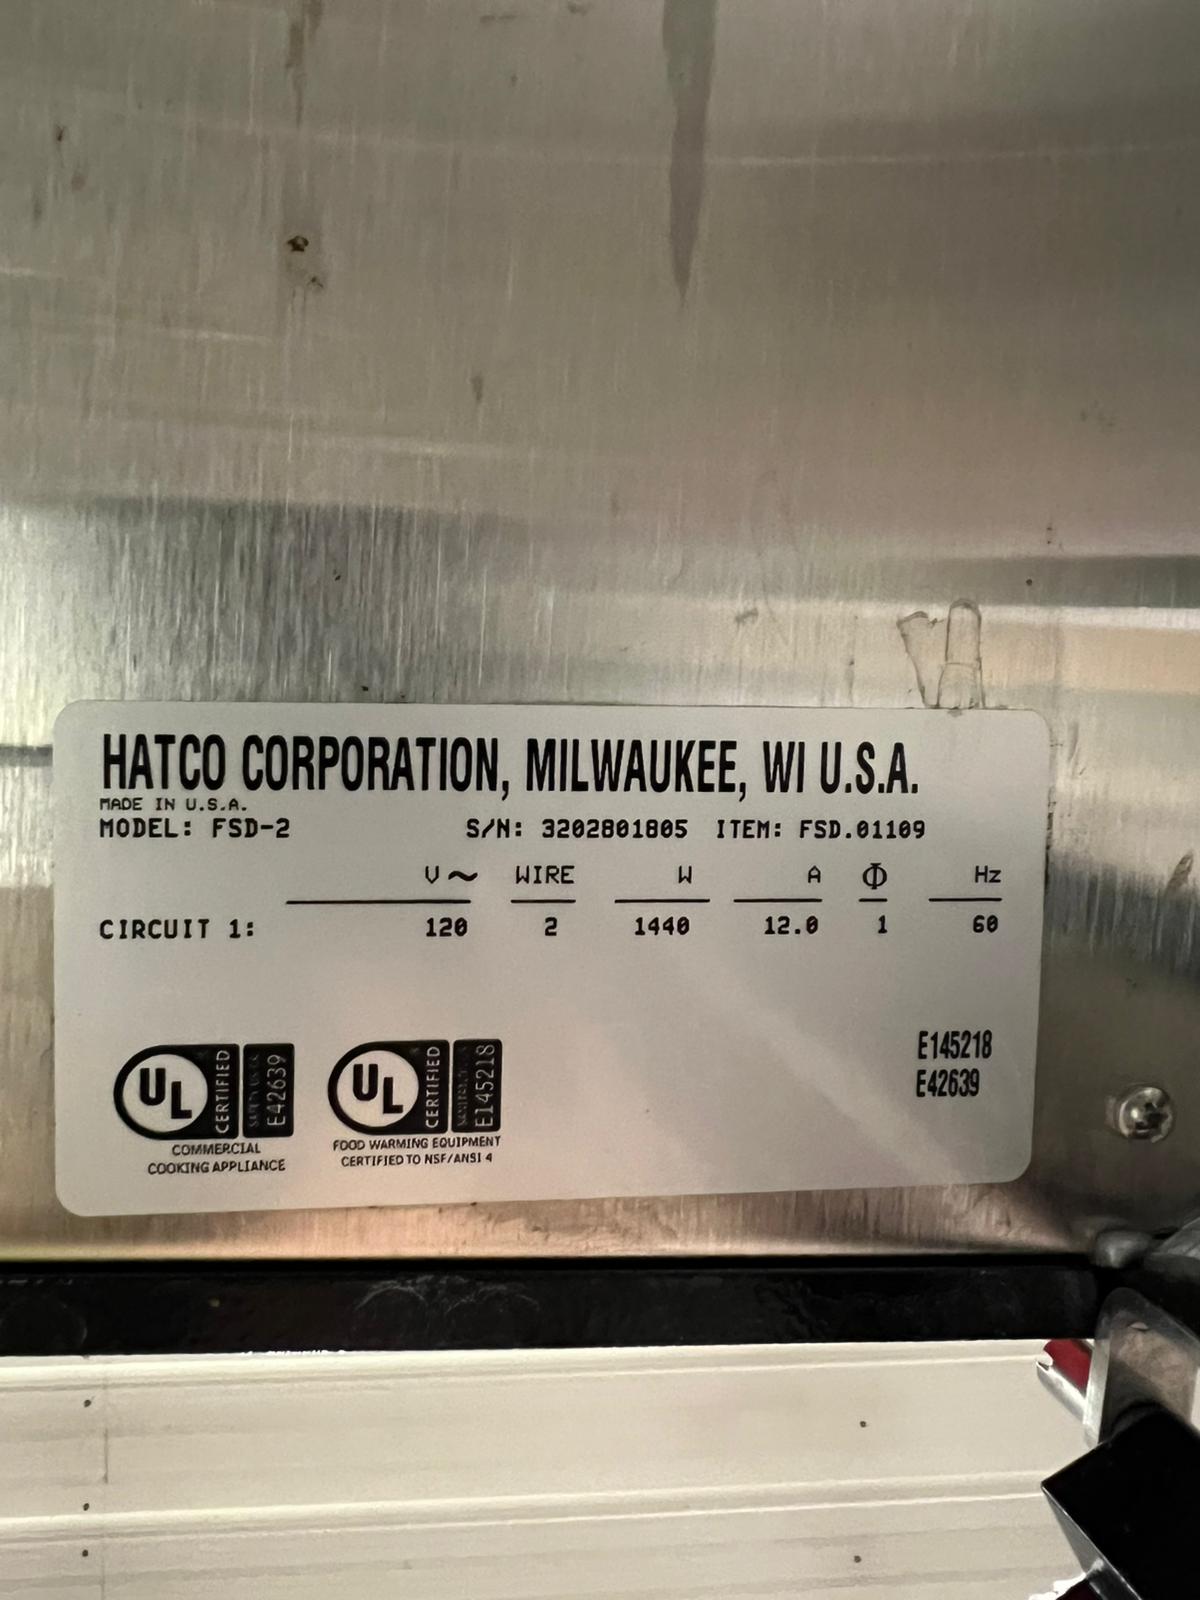 HATCO CORPORATION, MILWAUKEE, WI U.S.A.
MADE IN U.S.A.
MODEL: FSD-2 S/N: 3202801805 ITEM: FSD.01109
V~ WIRE W A Φ Hz
CIRCUIT 1: 120 2 1440 12.0 1 60
E145218
E42639
UL CERTIFIED E42639
COMMERCIAL
COOKING APPLIANCE
UL CERTIFIED E145218
FOOD WARMING EQUIPMENT
CERTIFIED TO NSF/ANSI 4